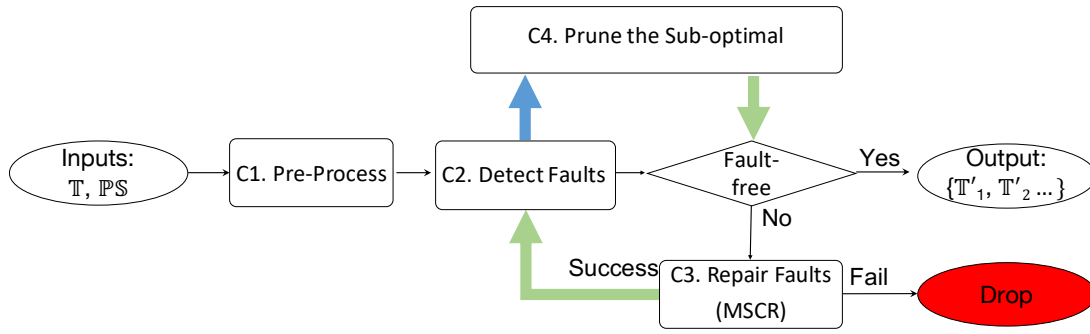 C4. Prune the Sub-optimal
Inputs:
𝕋, ℙ𝕊
C1. Pre-Process
C2. Detect Faults
Fault-
free
Yes
Output:
{𝕋′₁, 𝕋′₂ ...}
No
Success
C3. Repair Faults
(MSCR)
Fail
Drop